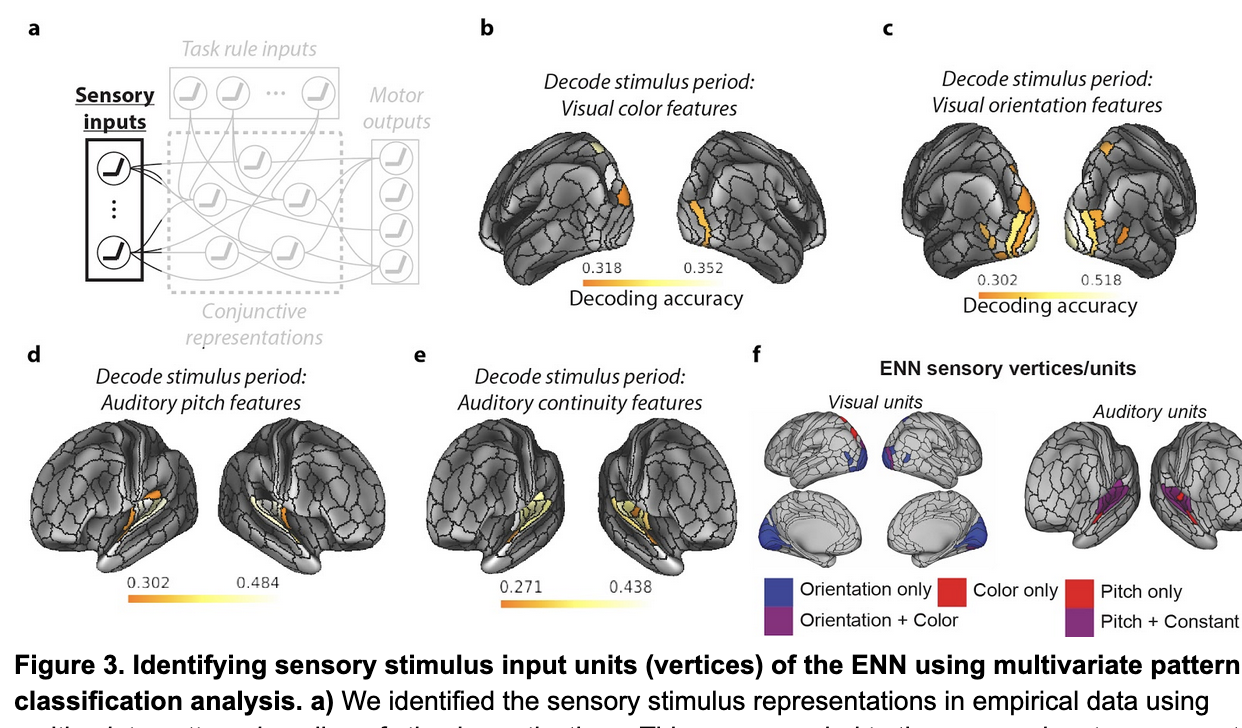 a
Task rule inputs
Sensory
inputs
Motor
outputs
Conjunctive
representations
b
Decode stimulus period:
Visual color features
0.318 0.352
Decoding accuracy
c
Decode stimulus period:
Visual orientation features
0.302 0.518
Decoding accuracy
d
Decode stimulus period:
Auditory pitch features
0.302 0.484
e
Decode stimulus period:
Auditory continuity features
0.271 0.438
f
ENN sensory vertices/units
Visual units
Auditory units
Orientation only
Color only
Orientation + Color
Pitch only
Pitch + Constant
Figure 3. Identifying sensory stimulus input units (vertices) of the ENN using multivariate pattern
classification analysis. a) We identified the sensory stimulus representations in empirical data using